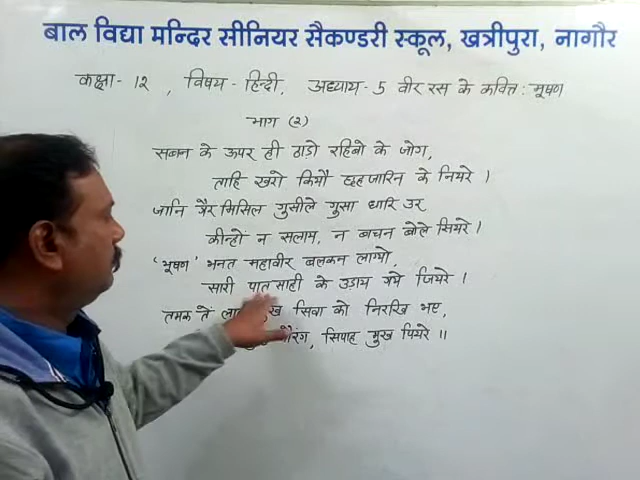 बाल विद्या मन्दिर सीनियर सैकण्डरी स्कूल, खत्रीपुरा, नागौर
कक्षा - 12 , विषय - हिन्दी, अध्याय - 5 वीर रस के कवित्त : भूषण
भाग (2)
सबन के ऊपर ही ठाडो रहिबो के जोग,
ताहि खरो कियौ छहजारिन के नियरे ।
जानि गैर मिसिल गुसीले गुसा धारि उर
कीन्हों न सलाम, न बचन बोले सियरे ।
'भूषण' भनत महावीर बलकन लाग्यो,
सारी पातसाही के उडाय गये जियरे ।
तमक तें मुख सिवा को निरखि भए,
सिपाह मुख पियरे ।।